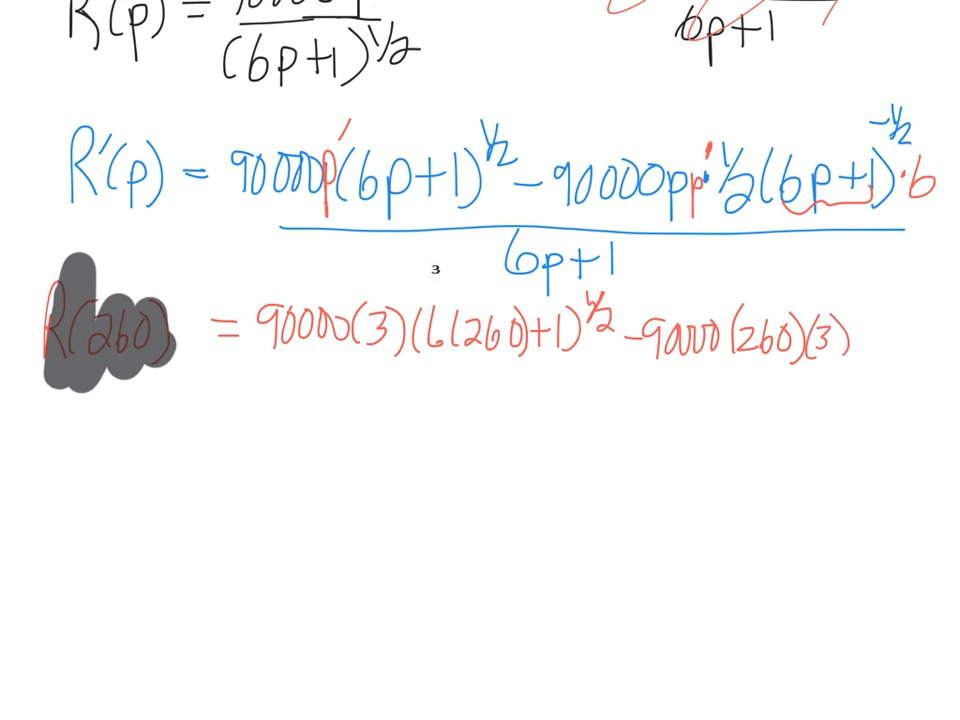 R(p) =
(6p+1)^1/2
6p+1
R'(p) = 90000p'(6p+1)^1/2 - 90000pp' · 1/2(6p+1)^-1/2 · 6
6p+1
3
R(260) = 90000(3)(6(260)+1)^1/2 - 90000(260)(3)